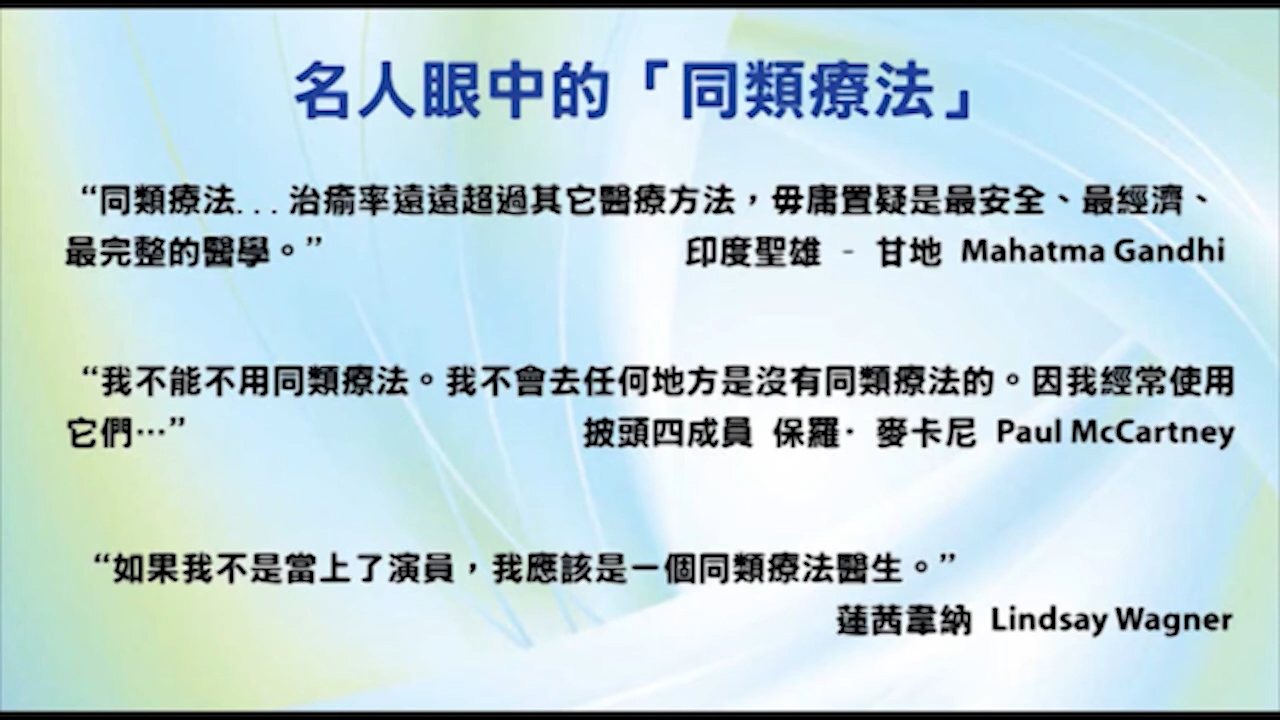 名人眼中的「同類療法」
“同類療法...治癒率遠遠超過其它醫療方法，毋庸置疑是最安全、最經濟、
最完整的醫學。” 印度聖雄 - 甘地 Mahatma Gandhi
“我不能不用同類療法。我不會去任何地方是沒有同類療法的。因我經常使用
它們…” 披頭四成員 保羅· 麥卡尼 Paul McCartney
“如果我不是當上了演員，我應該是一個同類療法醫生。”
蓮茜韋納 Lindsay Wagner